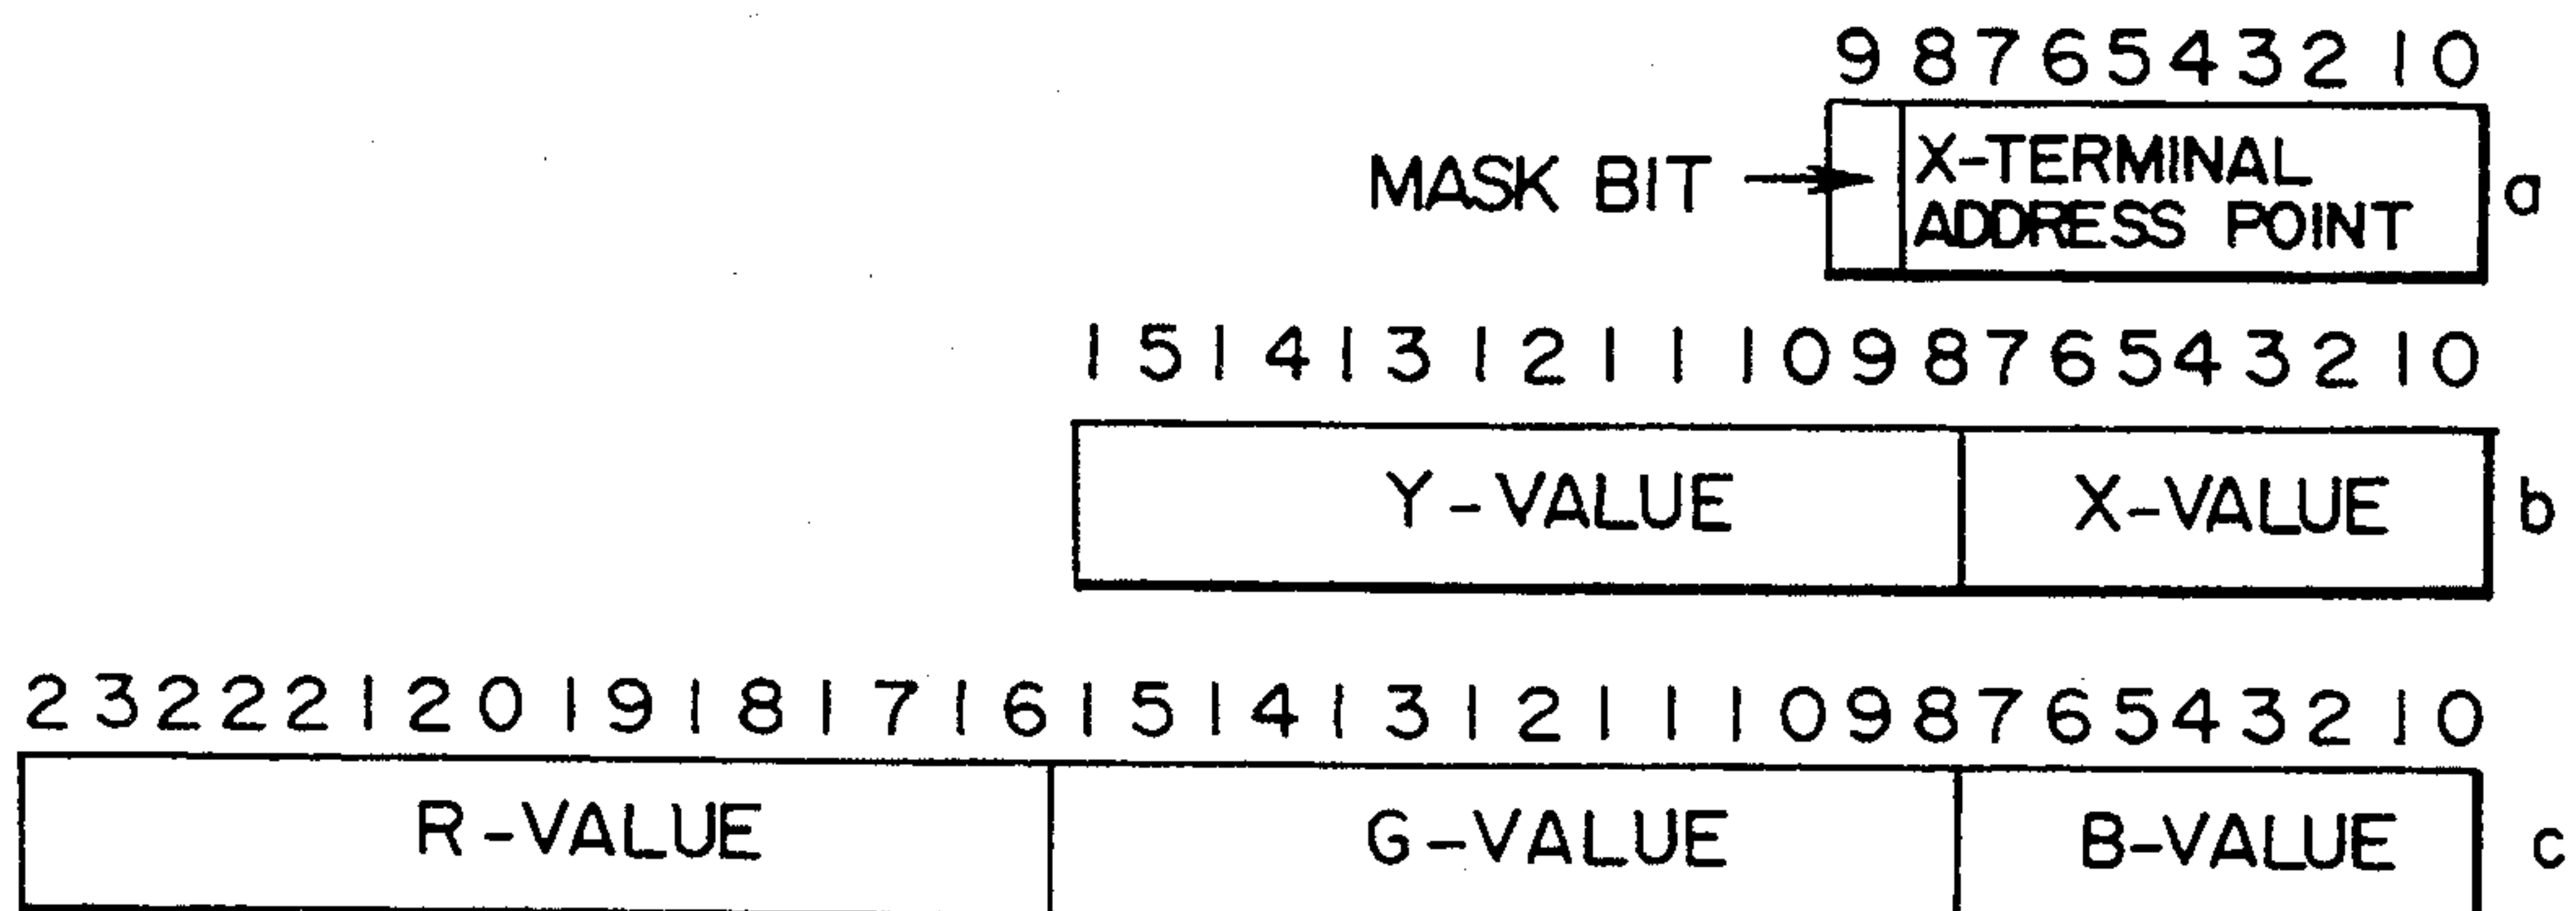 9 8 7 6 5 4 3 2 1 0
MASK BIT
X-TERMINAL
ADDRESS POINT
a
15 14 13 12 11 10 9 8 7 6 5 4 3 2 1 0
Y-VALUE X-VALUE b
23 22 21 20 19 18 17 16 15 14 13 12 11 10 9 8 7 6 5 4 3 2 1 0
R-VALUE G-VALUE B-VALUE c